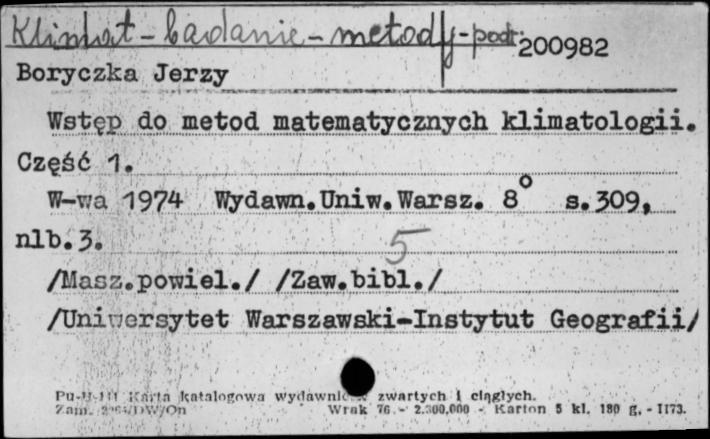 Klimat - badanie - metody - podr. 200982
Boryczka Jerzy
Wstęp do metod matematycznych klimatologii.
Część 1.
W-wa 1974 Wydawn.Uniw.Warsz. 8° s.309,
nlb.3.
5
/Masz.powiel./ /Zaw.bibl./
/Uniwersytet Warszawski-Instytut Geografii/
Karta katalogowa wydawnic zwartych i ciągłych.
Zam. Wrak 76 - 2.300.000 - Karton 5 kl. 180 g. - 1173.